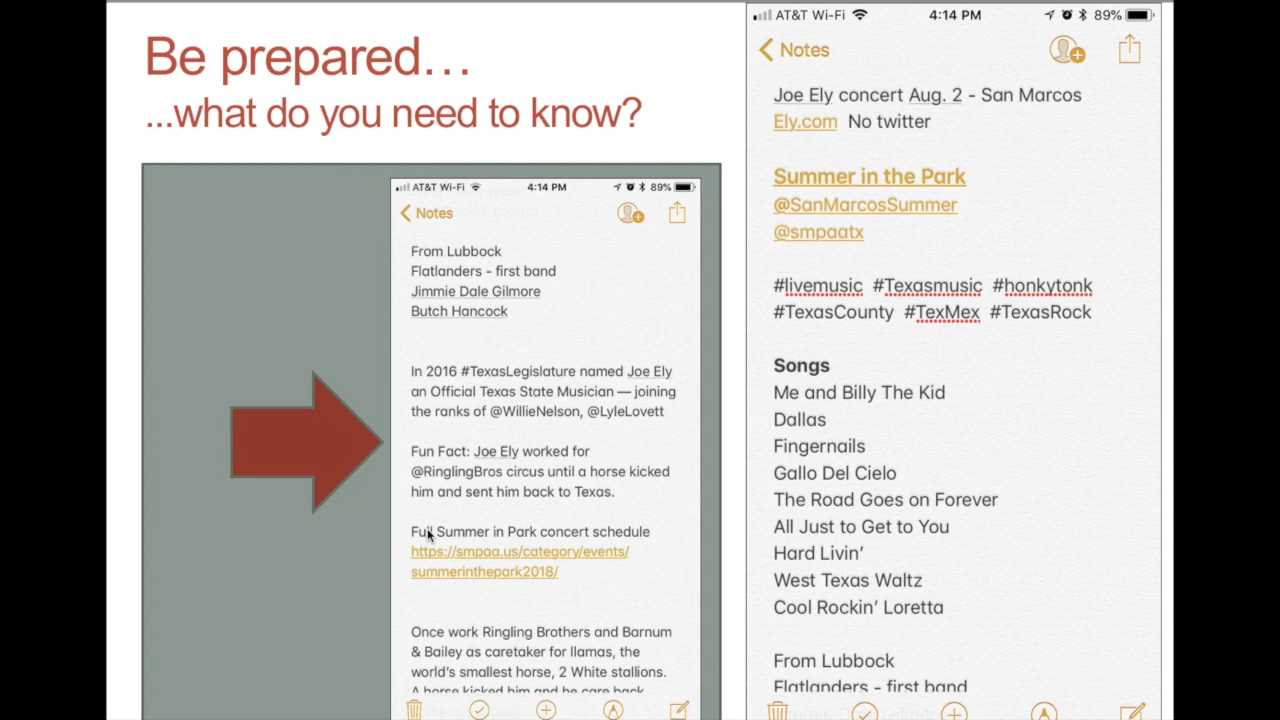 Be prepared…
...what do you need to know?
AT&T Wi-Fi 4:14 PM 89%
Notes
From Lubbock
Flatlanders - first band
Jimmie Dale Gilmore
Butch Hancock
In 2016 #TexasLegislature named Joe Ely
an Official Texas State Musician — joining
the ranks of @WillieNelson, @LyleLovett
Fun Fact: Joe Ely worked for
@RinglingBros circus until a horse kicked
him and sent him back to Texas.
Full Summer in Park concert schedule
https://smpaa.us/category/events/
summerinthepark2018/
Once work Ringling Brothers and Barnum
& Bailey as caretaker for llamas, the
world's smallest horse, 2 White stallions.
A horse kicked him and he care back
AT&T Wi-Fi 4:14 PM 89%
Notes
Joe Ely concert Aug. 2 - San Marcos
Ely.com No twitter
Summer in the Park
@SanMarcosSummer
@smpaatx
#livemusic #Texasmusic #honkytonk
#TexasCounty #TexMex #TexasRock
Songs
Me and Billy The Kid
Dallas
Fingernails
Gallo Del Cielo
The Road Goes on Forever
All Just to Get to You
Hard Livin'
West Texas Waltz
Cool Rockin' Loretta
From Lubbock
Flatlanders - first band